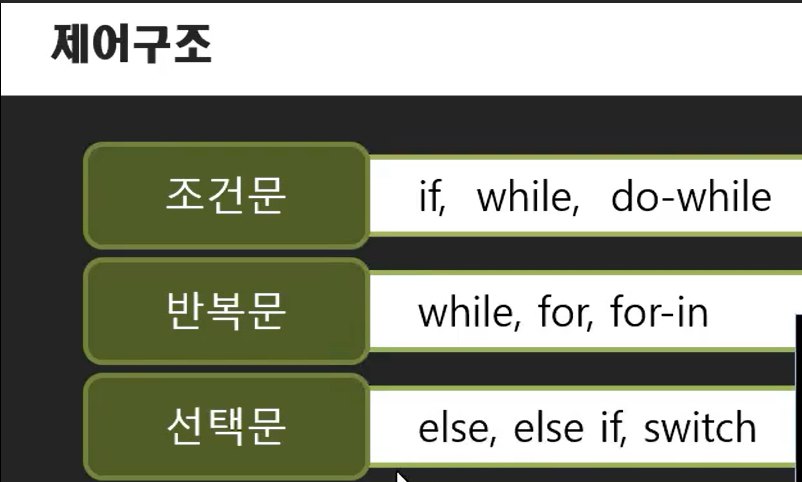 제어구조
조건문 if, while, do-while
반복문 while, for, for-in
선택문 else, else if, switch